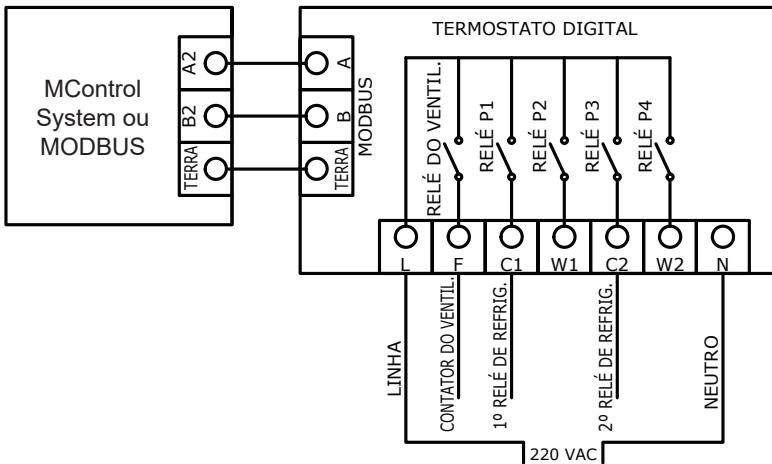 TERMOSTATO DIGITAL
MControl
System ou
MODBUS
A2
B2
TERRA
A
B
TERRA
MODBUS
RELÉ DO VENTIL.
RELÉ P1
RELÉ P2
RELÉ P3
RELÉ P4
L
F
C1
W1
C2
W2
N
LINHA
CONTATOR DO VENTIL.
1º RELÉ DE REFRIG.
2º RELÉ DE REFRIG.
NEUTRO
220 VAC